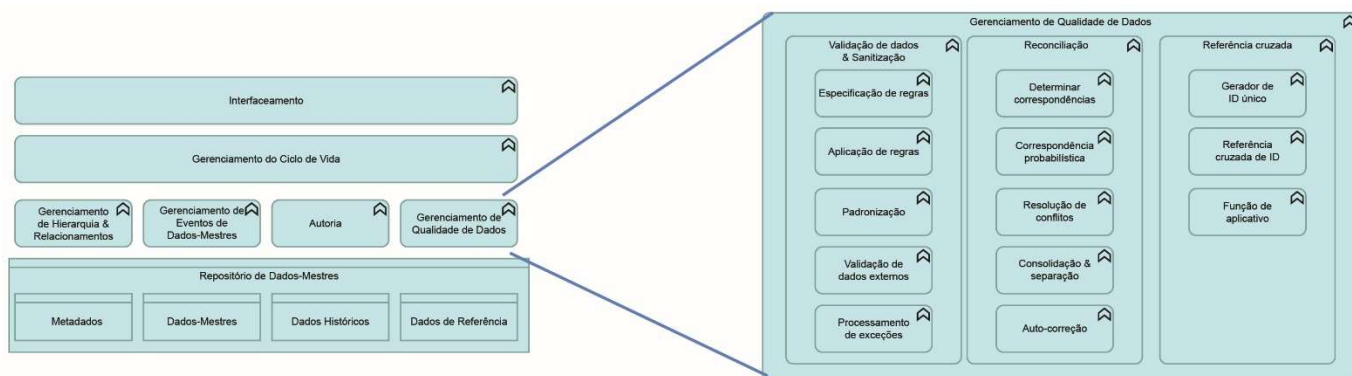 Interfaceamento
Gerenciamento do Ciclo de Vida
Gerenciamento
de Hierarquia &
Relacionamentos
Gerenciamento de
Eventos de
Dados-Mestres
Autoria
Gerenciamento de
Qualidade de Dados
Repositório de Dados-Mestres
Metadados
Dados-Mestres
Dados Históricos
Dados de Referência
Gerenciamento de Qualidade de Dados
Validação de dados
& Sanitização
Especificação de regras
Aplicação de regras
Padronização
Validação de
dados externos
Processamento
de exceções
Reconciliação
Determinar
correspondências
Correspondência
probabilística
Resolução de
conflitos
Consolidação &
separação
Auto-correção
Referência cruzada
Gerador de
ID único
Referência
cruzada de ID
Função de
aplicativo